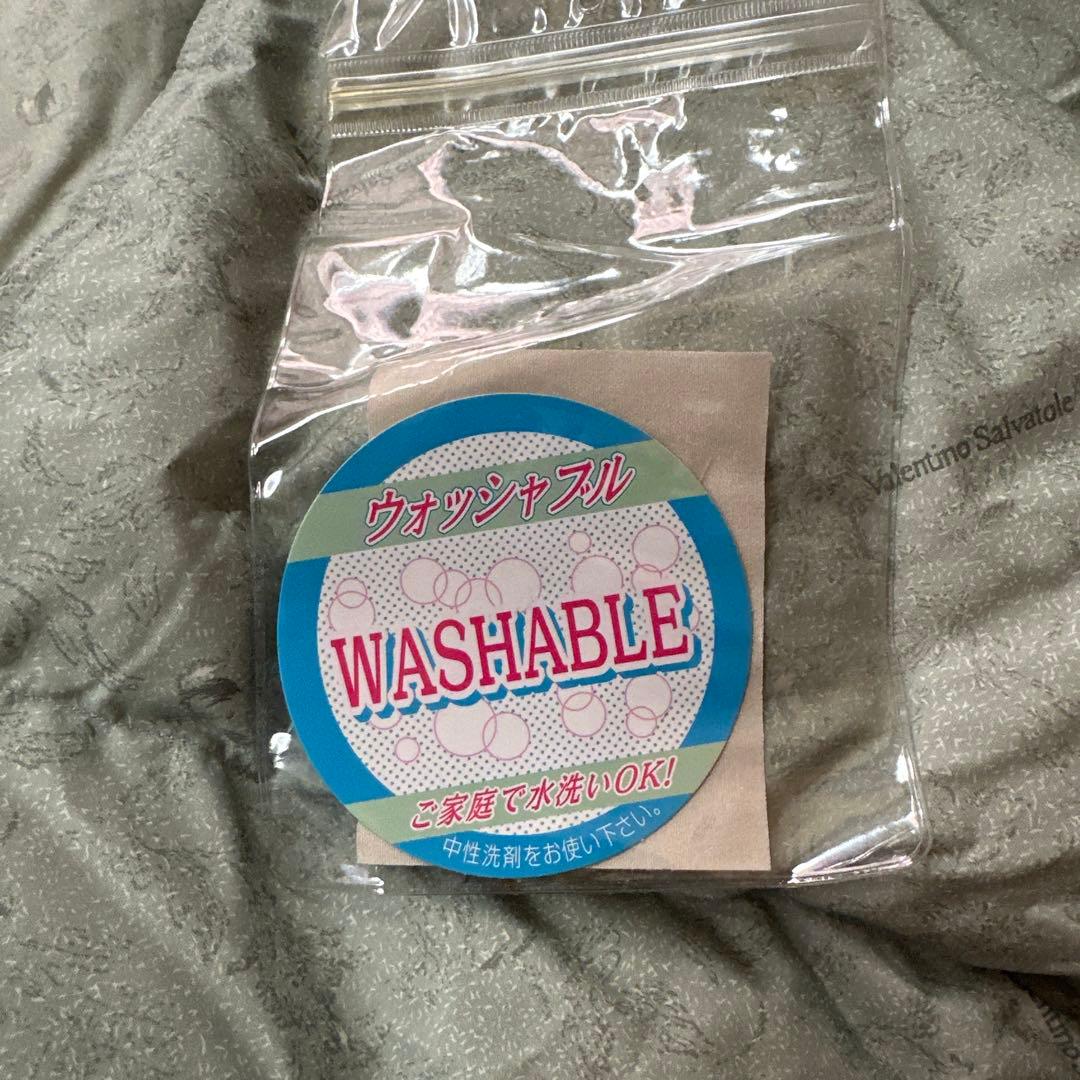 ウォッシャブル
WASHABLE
ご家庭で水洗いOK!
中性洗剤をお使い下さい。
Valentino Salvatole